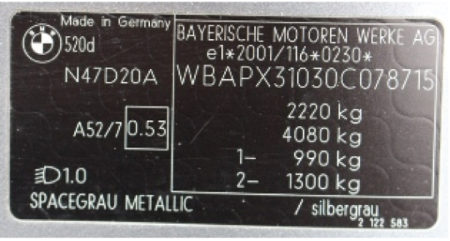 BMW
Made in Germany
520d
N47D20A
A52/7 0.53
1.0
SPACEGRAU METALLIC
BAYERISCHE MOTOREN WERKE AG
e1*2001/116*0230*
WBAPX31030C078715
2220 kg
4080 kg
1– 990 kg
2– 1300 kg
/ silbergrau
2 122 583